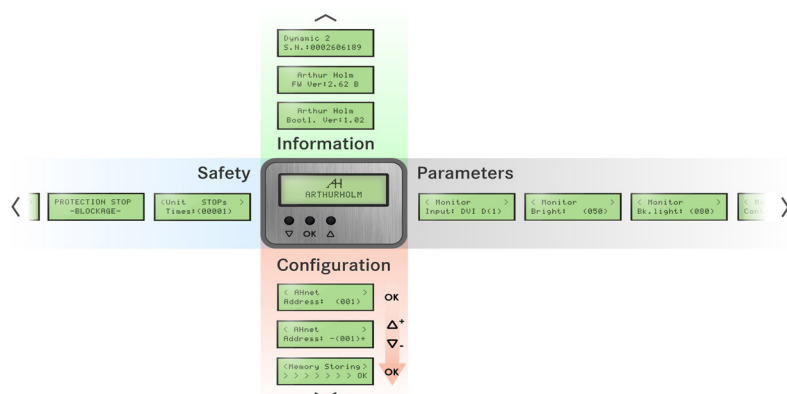 Dynamic 2
S.N.:0002606189
Arthur Holm
FW Ver:2.62 B
Arthur Holm
Bootl. Ver:1.02
Information
Safety
PROTECTION STOP
-BLOCKAGE-
<Unit STOPs >
Times:(00001)
AH
ARTHURHOLM
OK
Parameters
< Monitor >
Input: DVI D(1)
< Monitor >
Bright: (050)
< Monitor >
Bk.light: (080)
Configuration
< AHnet >
Address: (001)
OK
< AHnet >
Address: -(001)+
+
-
<Memory Storing>
> > > > > > > OK
OK